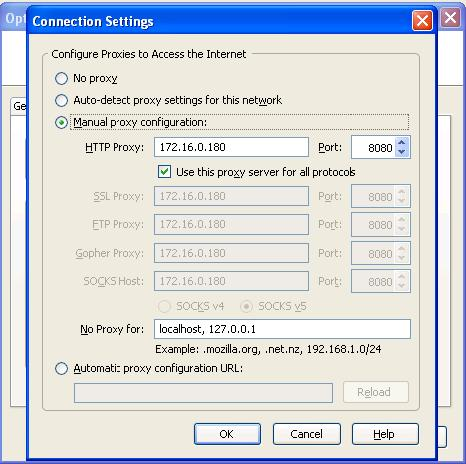 Opt
Connection Settings
Configure Proxies to Access the Internet
No proxy
Auto-detect proxy settings for this network
Manual proxy configuration:
HTTP Proxy: 172.16.0.180 Port: 8080
Use this proxy server for all protocols
SSL Proxy: 172.16.0.180 Port: 8080
FTP Proxy: 172.16.0.180 Port: 8080
Gopher Proxy: 172.16.0.180 Port: 8080
SOCKS Host: 172.16.0.180 Port: 8080
SOCKS v4 SOCKS v5
No Proxy for: localhost, 127.0.0.1
Example: .mozilla.org, .net.nz, 192.168.1.0/24
Automatic proxy configuration URL:
Reload
OK Cancel Help